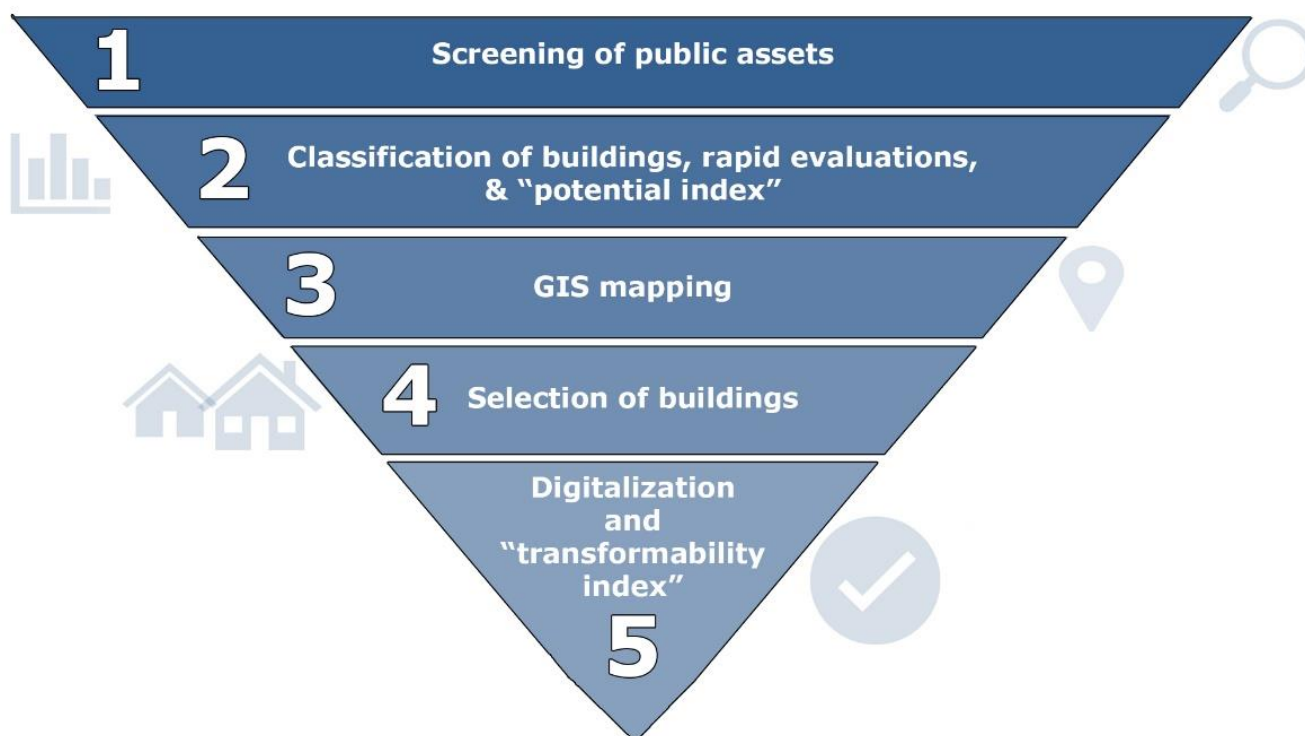 1
Screening of public assets
2
Classification of buildings, rapid evaluations,
& “potential index”
3
GIS mapping
4
Selection of buildings
Digitalization
and
“transformability
index”
5